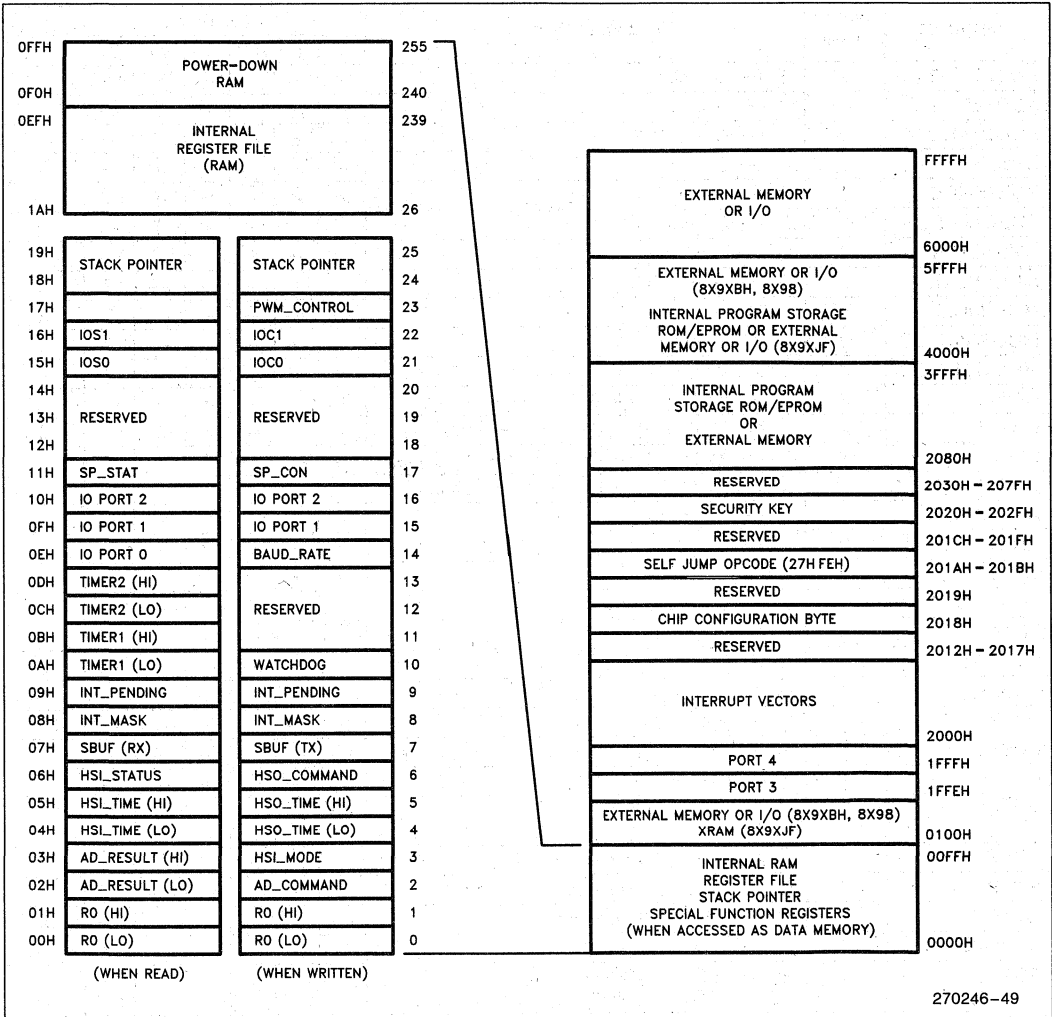 0FFH 255
POWER-DOWN
RAM
0F0H 240
0EFH 239
INTERNAL
REGISTER FILE
(RAM)
1AH 26
19H 25
STACK POINTER STACK POINTER
18H 24
17H PWM_CONTROL 23
16H IOS1 IOC1 22
15H IOS0 IOC0 21
14H 20
13H RESERVED RESERVED 19
12H 18
11H SP_STAT SP_CON 17
10H IO PORT 2 IO PORT 2 16
0FH IO PORT 1 IO PORT 1 15
0EH IO PORT 0 BAUD_RATE 14
0DH TIMER2 (HI) 13
0CH TIMER2 (LO) RESERVED 12
0BH TIMER1 (HI) 11
0AH TIMER1 (LO) WATCHDOG 10
09H INT_PENDING INT_PENDING 9
08H INT_MASK INT_MASK 8
07H SBUF (RX) SBUF (TX) 7
06H HSI_STATUS HSO_COMMAND 6
05H HSI_TIME (HI) HSO_TIME (HI) 5
04H HSI_TIME (LO) HSO_TIME (LO) 4
03H AD_RESULT (HI) HSI_MODE 3
02H AD_RESULT (LO) AD_COMMAND 2
01H R0 (HI) R0 (HI) 1
00H R0 (LO) R0 (LO) 0
(WHEN READ) (WHEN WRITTEN)
FFFFH
EXTERNAL MEMORY
OR I/O
6000H
5FFFH
EXTERNAL MEMORY OR I/O
(8X9XBH, 8X98)
INTERNAL PROGRAM STORAGE
ROM/EPROM OR EXTERNAL
MEMORY OR I/O (8X9XJF)
4000H
3FFFH
INTERNAL PROGRAM
STORAGE ROM/EPROM
OR
EXTERNAL MEMORY
2080H
RESERVED 2030H – 207FH
SECURITY KEY 2020H – 202FH
RESERVED 201CH – 201FH
SELF JUMP OPCODE (27H FEH) 201AH – 201BH
RESERVED 2019H
CHIP CONFIGURATION BYTE 2018H
RESERVED 2012H – 2017H
INTERRUPT VECTORS
2000H
PORT 4 1FFFH
PORT 3 1FFEH
EXTERNAL MEMORY OR I/O (8X9XBH, 8X98)
XRAM (8X9XJF) 0100H
00FFH
INTERNAL RAM
REGISTER FILE
STACK POINTER
SPECIAL FUNCTION REGISTERS
(WHEN ACCESSED AS DATA MEMORY)
0000H
270246–49